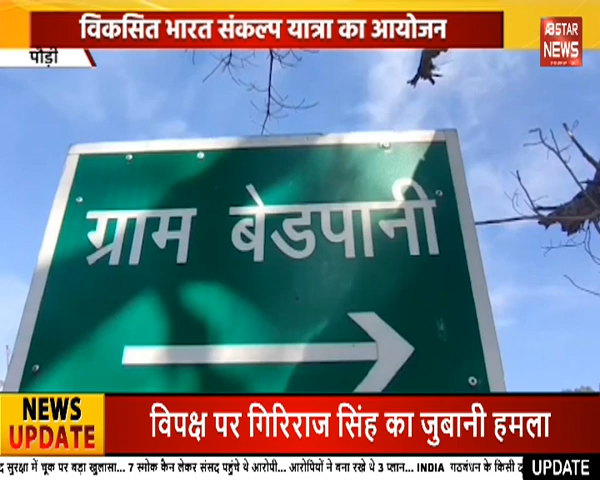 विकसित भारत संकल्प यात्रा का आयोजन
ABSTAR
NEWS
पौड़ी
ग्राम बेडपानी
NEWS
UPDATE
विपक्ष पर गिरिराज सिंह का जुबानी हमला
सुरक्षा में चूक पर बड़ा खुलासा... 7 स्मोक कैन लेकर संसद पहुंचे थे आरोपी... आरोपियों ने बना रखे थे 3 प्लान... INDIA गठबंधन के किसी
UPDATE